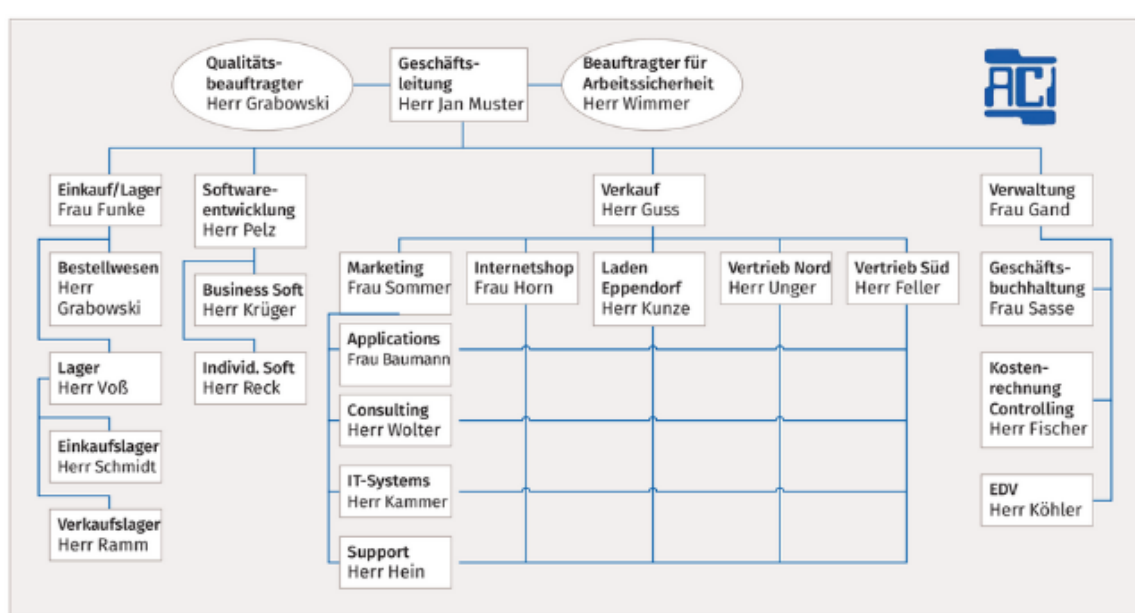 Qualitäts-
beauftragter
Herr Grabowski
Geschäfts-
leitung
Herr Jan Muster
Beauftragter für
Arbeitssicherheit
Herr Wimmer
ACI
Einkauf/Lager
Frau Funke
Software-
entwicklung
Herr Pelz
Verkauf
Herr Guss
Verwaltung
Frau Gand
Bestellwesen
Herr
Grabowski
Business Soft
Herr Krüger
Marketing
Frau Sommer
Internetshop
Frau Horn
Laden
Eppendorf
Herr Kunze
Vertrieb Nord
Herr Unger
Vertrieb Süd
Herr Feller
Geschäfts-
buchhaltung
Frau Sasse
Lager
Herr Voß
Individ. Soft
Herr Reck
Applications
Frau Baumann
Kosten-
rechnung
Controlling
Herr Fischer
Einkaufslager
Herr Schmidt
Consulting
Herr Wolter
Verkaufslager
Herr Ramm
IT-Systems
Herr Kammer
EDV
Herr Köhler
Support
Herr Hein